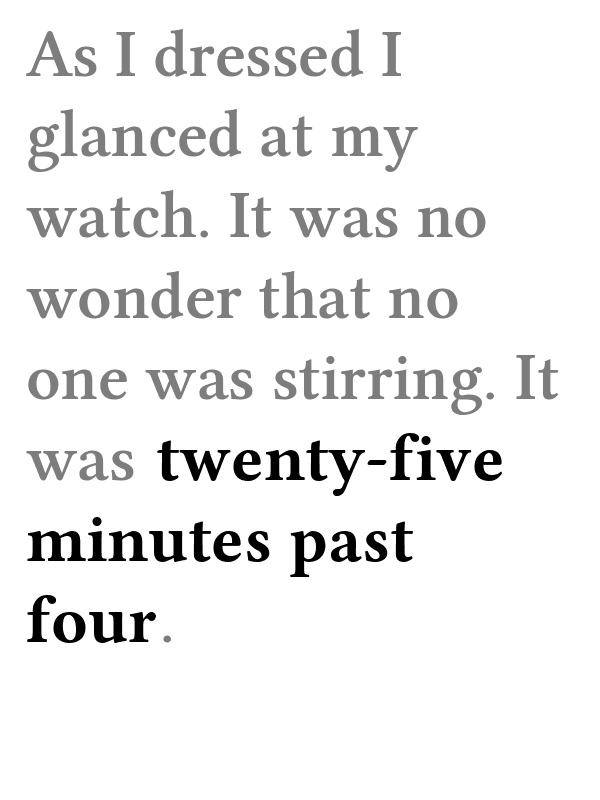 As I dressed I
glanced at my
watch. It was no
wonder that no
one was stirring. It
was twenty-five
minutes past
four.